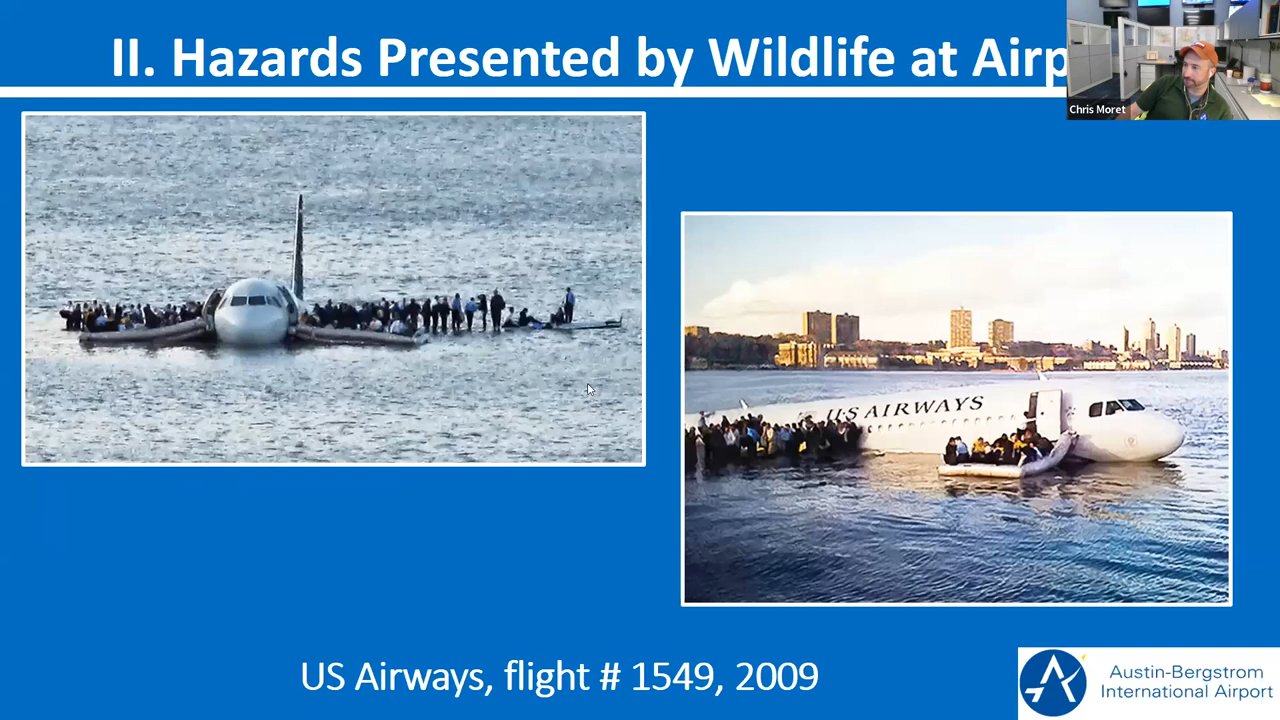 II. Hazards Presented by Wildlife at Airp
Chris Moret
US AIRWAYS
US Airways, flight # 1549, 2009
Austin-Bergstrom
International Airport